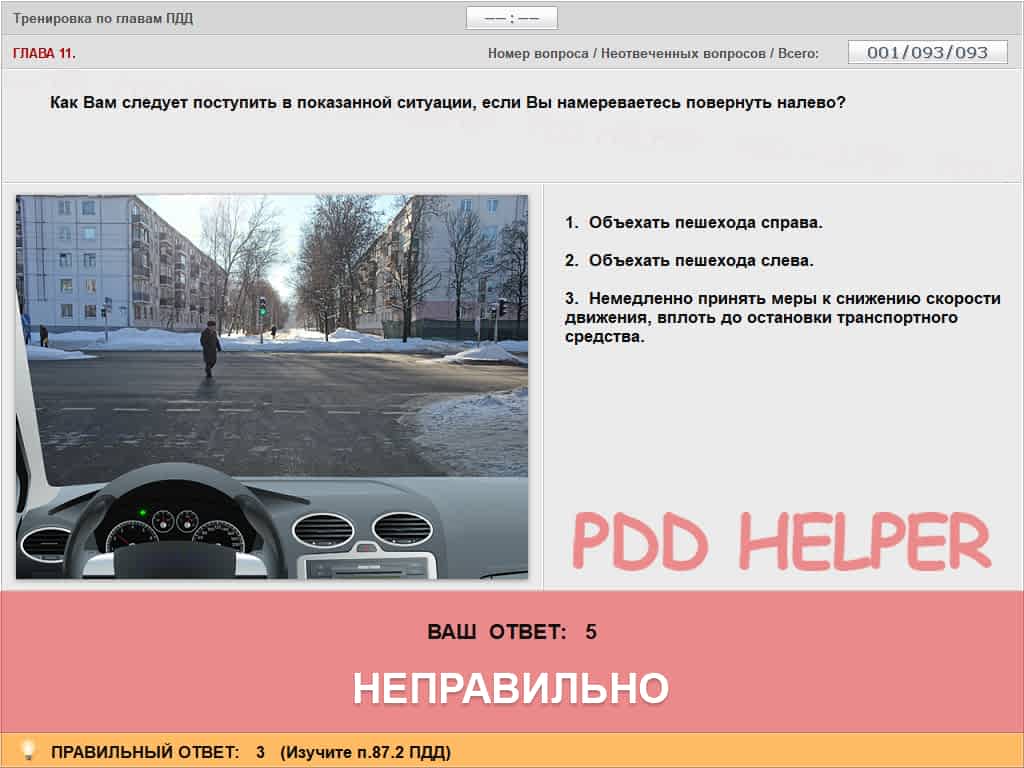 Тренировка по главам ПДД
—— : ——
ГЛАВА 11.
Номер вопроса / Неотвеченных вопросов / Всего:
001/093/093
Как Вам следует поступить в показанной ситуации, если Вы намереваетесь повернуть налево?
1. Объехать пешехода справа.
2. Объехать пешехода слева.
3. Немедленно принять меры к снижению скорости
движения, вплоть до остановки транспортного
средства.
PDD HELPER
ВАШ ОТВЕТ: 5
НЕПРАВИЛЬНО
ПРАВИЛЬНЫЙ ОТВЕТ: 3 (Изучите п.87.2 ПДД)